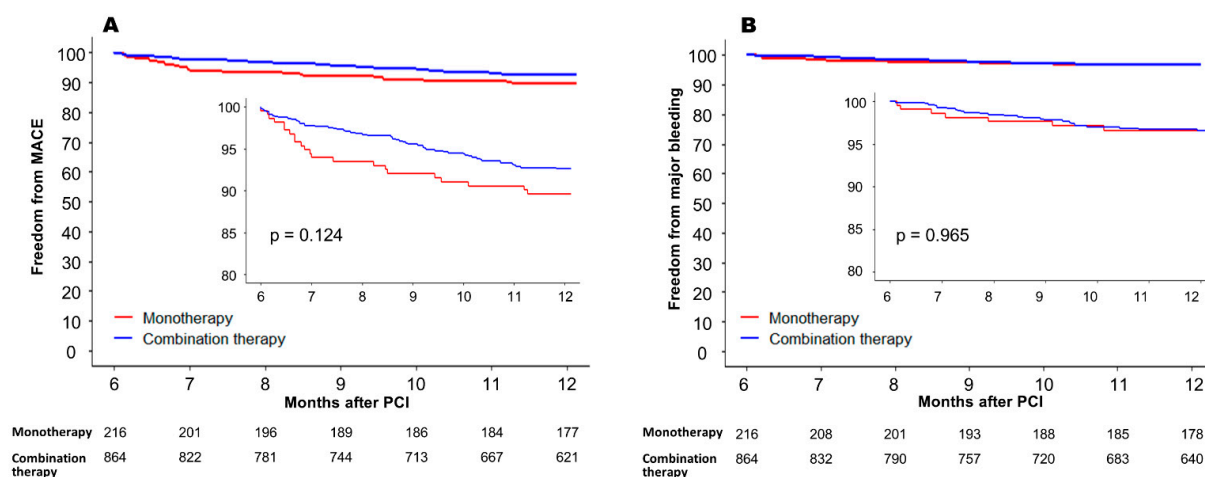 A
Freedom from MACE
100
90
80
70
60
50
40
30
20
10
0
100
95
90
85
80
p = 0.124
6 7 8 9 10 11 12
Monotherapy
Combination therapy
6 7 8 9 10 11 12
Months after PCI
Monotherapy 216 201 196 189 186 184 177
Combination 864 822 781 744 713 667 621
therapy
B
Freedom from major bleeding
100
90
80
70
60
50
40
30
20
10
0
100
95
90
85
80
p = 0.965
6 7 8 9 10 11 12
Monotherapy
Combination therapy
6 7 8 9 10 11 12
Months after PCI
Monotherapy 216 208 201 193 188 185 178
Combination 864 832 790 757 720 683 640
therapy